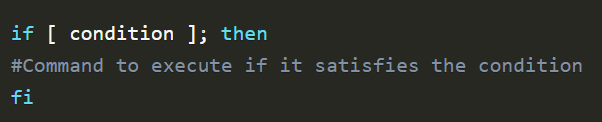 if [ condition ]; then
#Command to execute if it satisfies the condition
fi